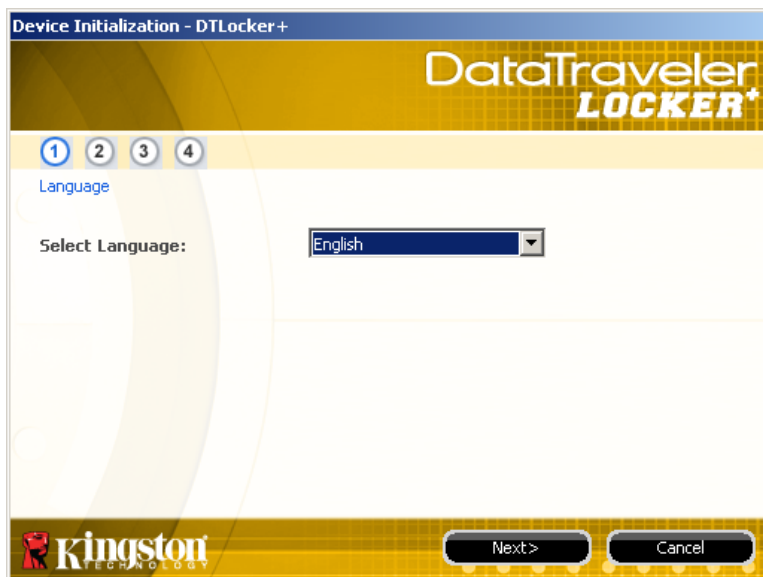 Device Initialization - DTLocker+
DataTraveler
LOCKER+
1 2 3 4
Language
Select Language: English
Kingston
TECHNOLOGY
Next> Cancel